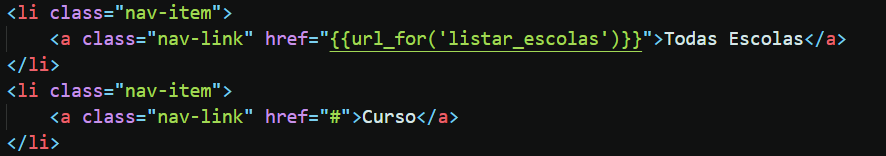 <li class="nav-item">
    <a class="nav-link" href="{{url_for('listar_escolas')}}">Todas Escolas</a>
</li>
<li class="nav-item">
    <a class="nav-link" href="#">Curso</a>
</li>